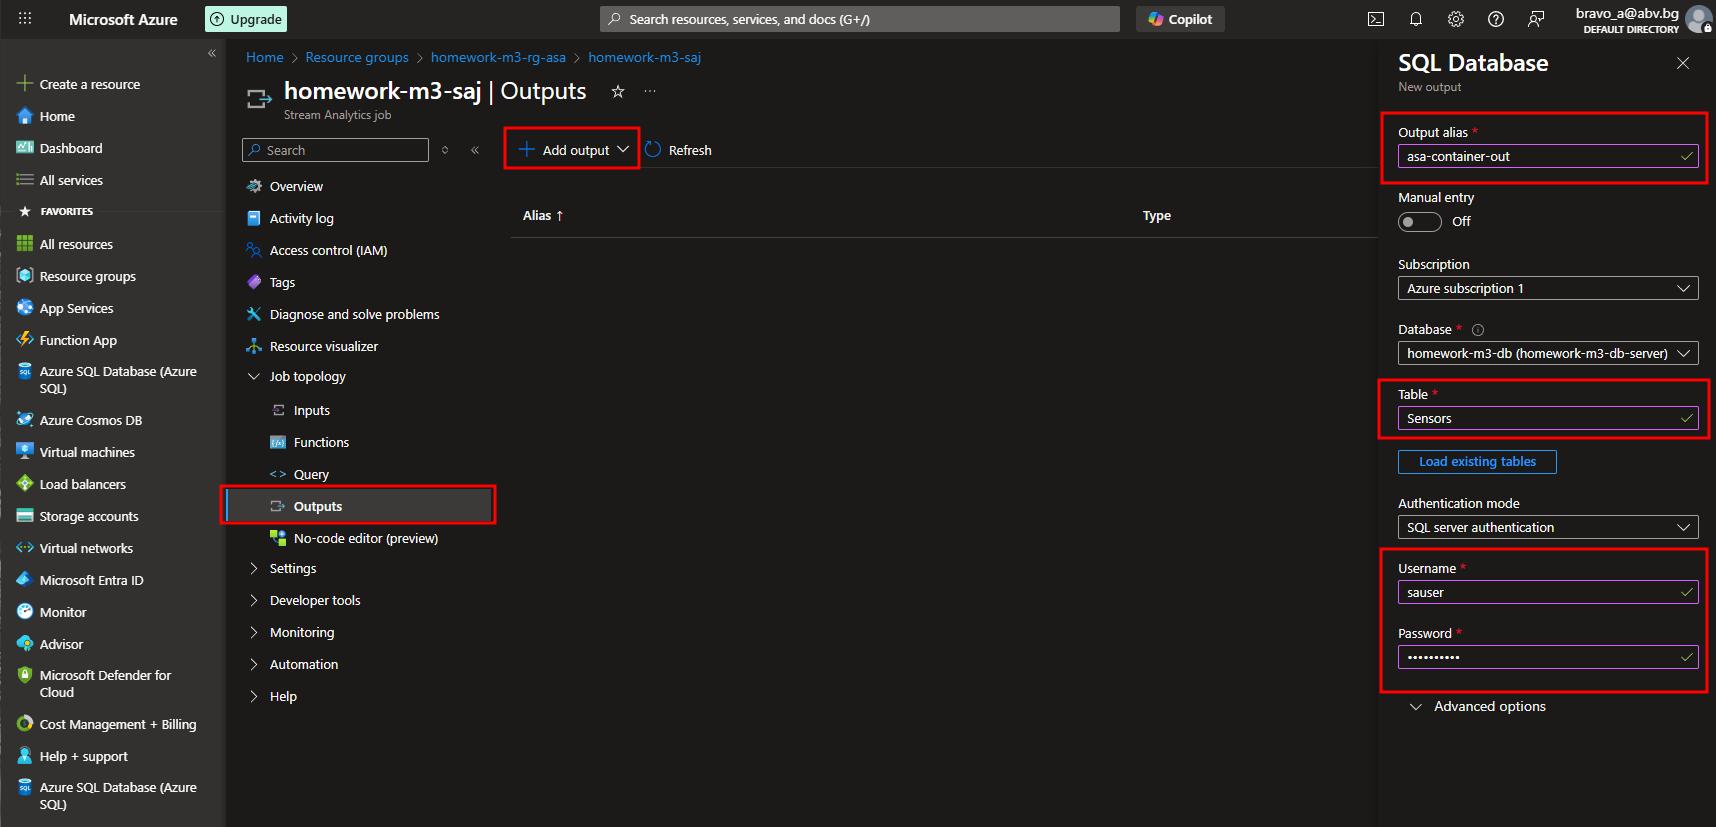 Microsoft Azure
Upgrade
Search resources, services, and docs (G+/)
Copilot
bravo_a@abv.bg
DEFAULT DIRECTORY
Create a resource
Home
Dashboard
All services
FAVORITES
All resources
Resource groups
App Services
Function App
Azure SQL Database (Azure
SQL)
Azure Cosmos DB
Virtual machines
Load balancers
Storage accounts
Virtual networks
Microsoft Entra ID
Monitor
Advisor
Microsoft Defender for
Cloud
Cost Management + Billing
Help + support
Azure SQL Database (Azure
SQL)
Home > Resource groups > homework-m3-rg-asa > homework-m3-saj
homework-m3-saj | Outputs
Stream Analytics job
Search
Overview
Activity log
Access control (IAM)
Tags
Diagnose and solve problems
Resource visualizer
Job topology
Inputs
Functions
Query
Outputs
No-code editor (preview)
Settings
Developer tools
Monitoring
Automation
Help
Add output
Refresh
Alias ↑
Type
SQL Database
New output
Output alias *
asa-container-out
Manual entry
Off
Subscription
Azure subscription 1
Database *
homework-m3-db (homework-m3-db-server)
Table *
Sensors
Load existing tables
Authentication mode
SQL server authentication
Username *
sauser
Password *
••••••••••
Advanced options